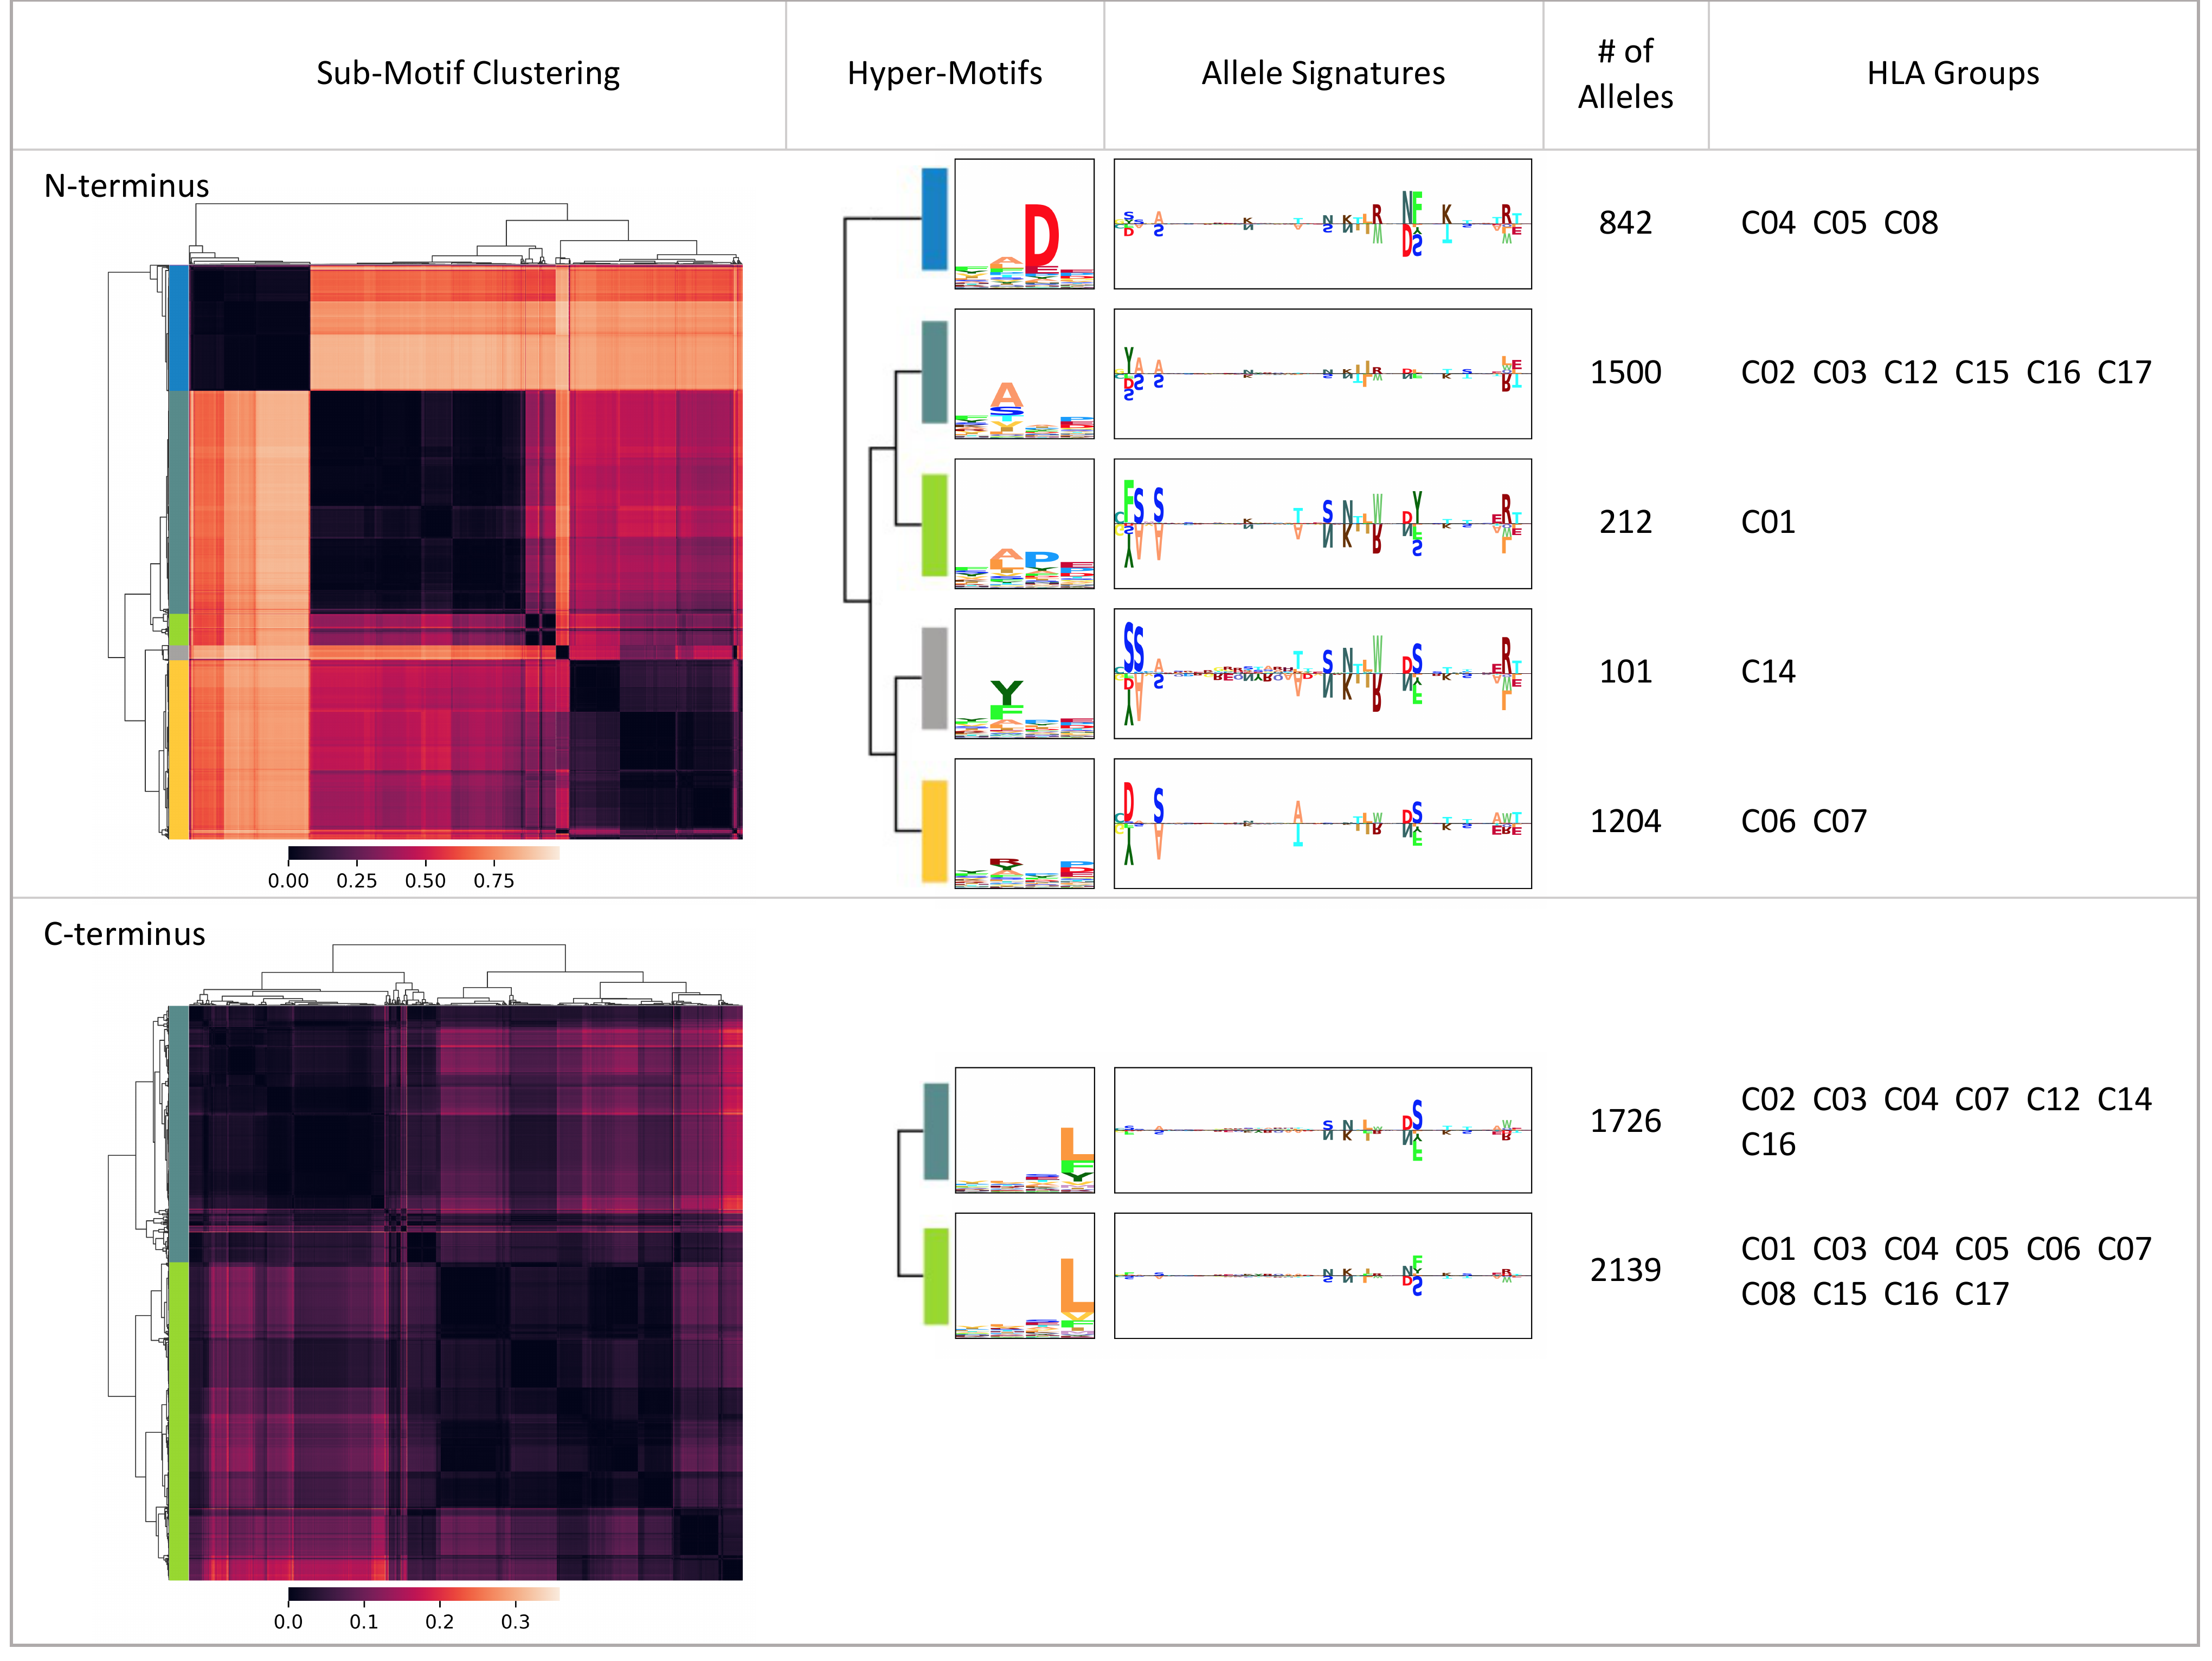 Sub-Motif Clustering
Hyper-Motifs
Allele Signatures
# of
Alleles
HLA Groups
N-terminus
842
C04 C05 C08
1500
C02 C03 C12 C15 C16 C17
212
C01
101
C14
1204
C06 C07
0.00 0.25 0.50 0.75
C-terminus
1726
C02 C03 C04 C07 C12 C14
C16
2139
C01 C03 C04 C05 C06 C07
C08 C15 C16 C17
0.0 0.1 0.2 0.3